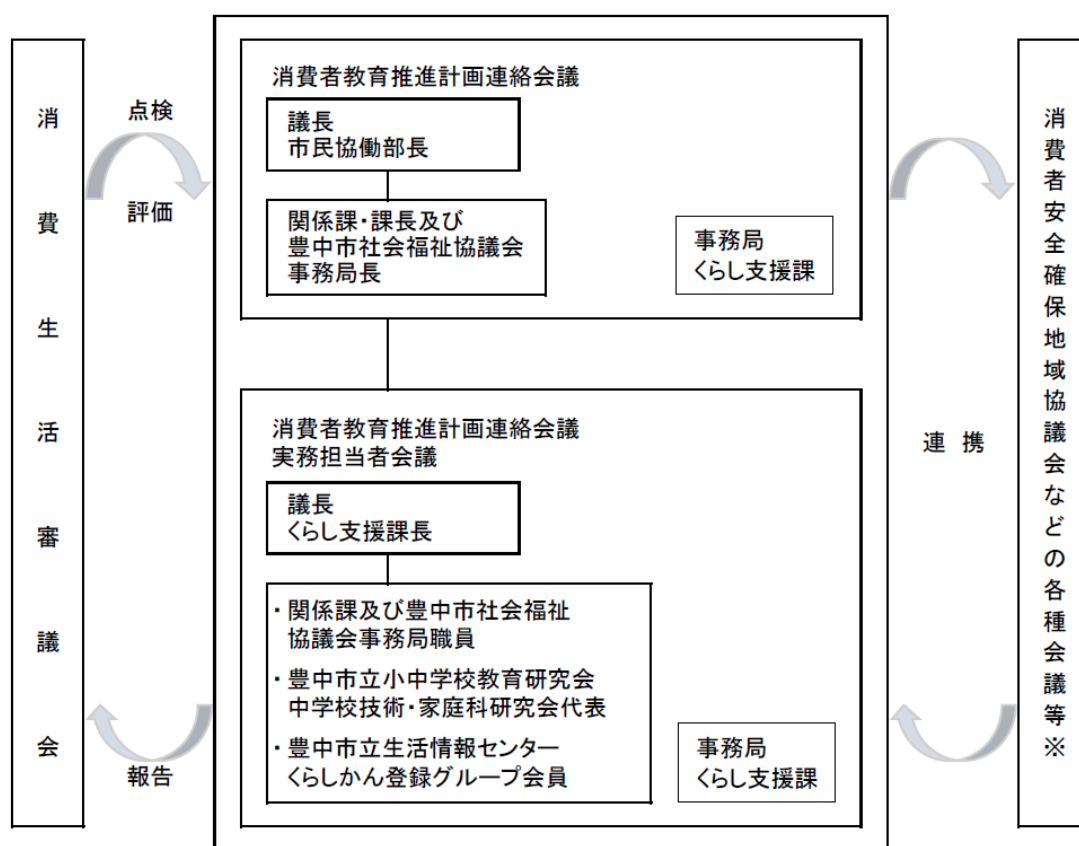 消費生活審議会
点検
評価
報告
消費者教育推進計画連絡会議
議長
市民協働部長
関係課・課長及び
豊中市社会福祉協議会
事務局長
事務局
くらし支援課
消費者教育推進計画連絡会議
実務担当者会議
議長
くらし支援課長
・関係課及び豊中市社会福祉
協議会事務局職員
・豊中市立小中学校教育研究会
中学校技術・家庭科研究会代表
・豊中市立生活情報センター
くらしかん登録グループ会員
事務局
くらし支援課
連 携
消費者安全確保地域協議会などの各種会議等※